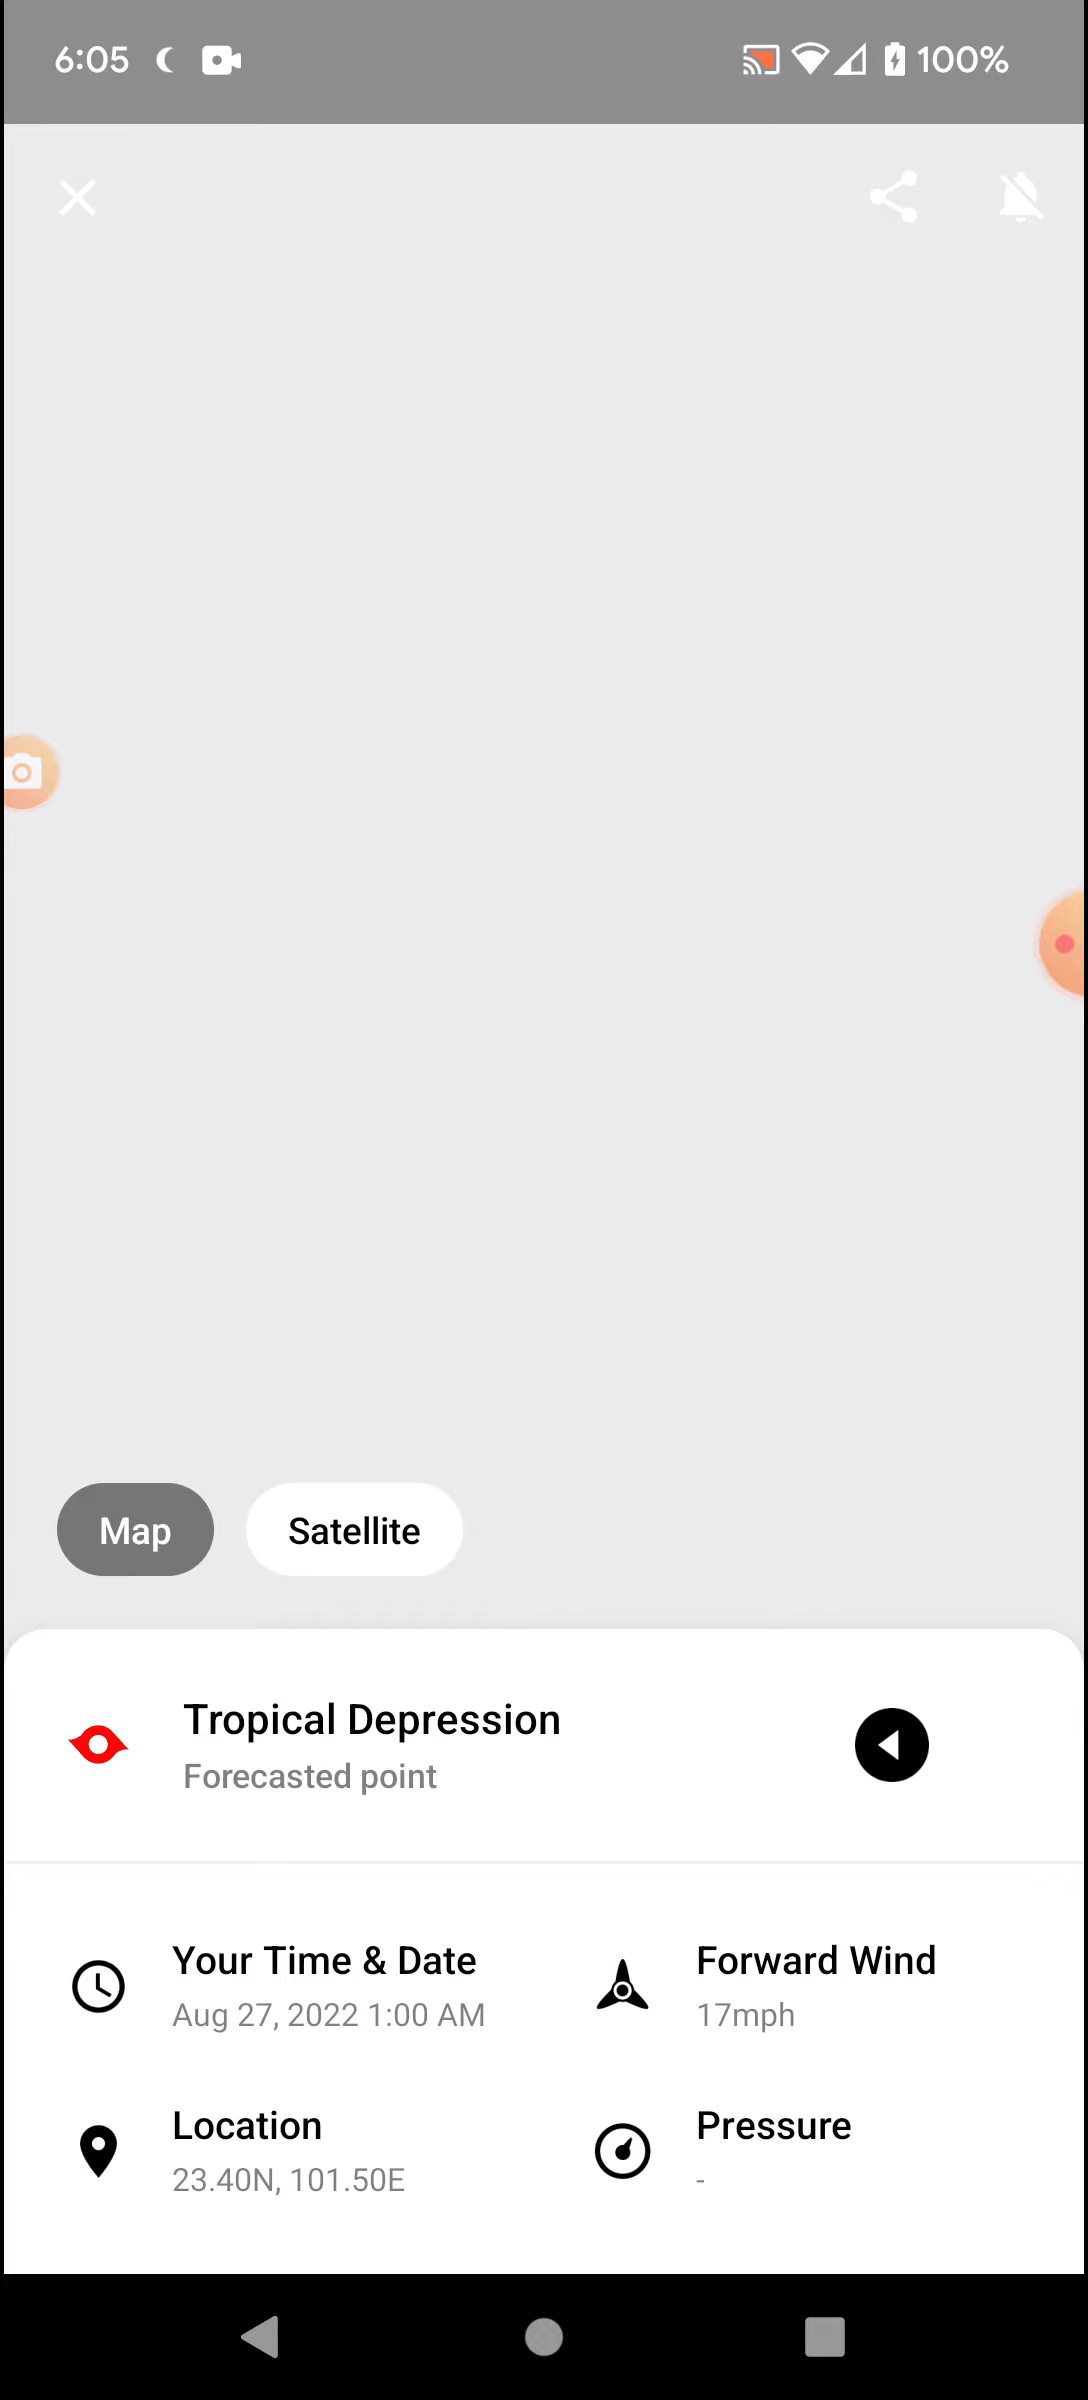 6:05
100%
Map
Satellite
Tropical Depression
Forecasted point
Your Time & Date
Aug 27, 2022 1:00 AM
Forward Wind
17mph
Location
23.40N, 101.50E
Pressure
-